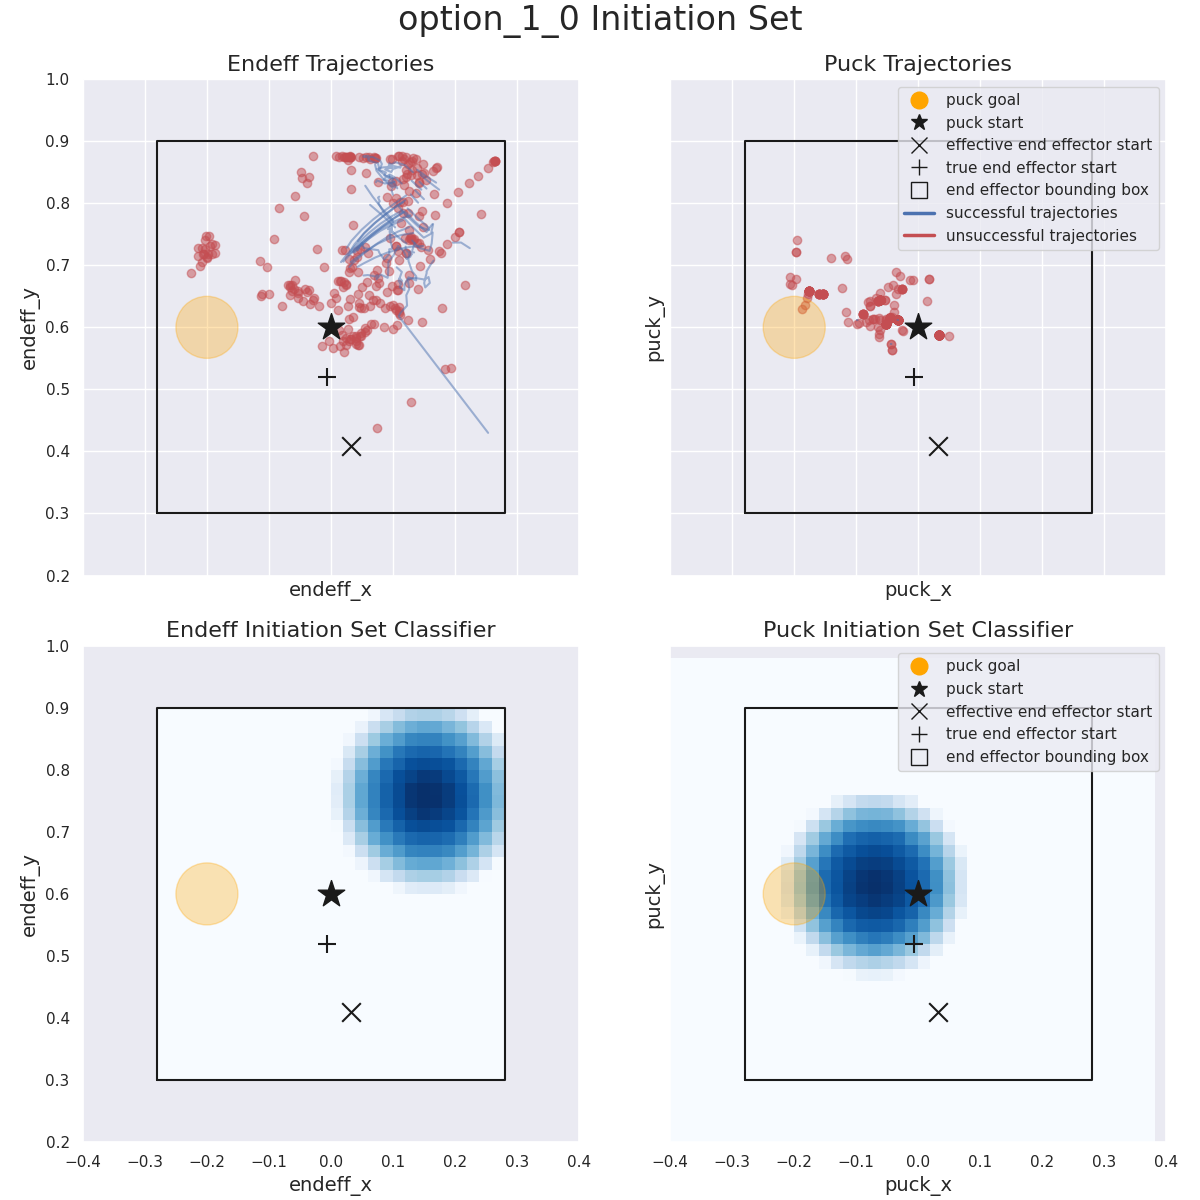 option_1_0 Initiation Set
Endeff Trajectories
1.0
0.9
0.8
0.7
0.6
0.5
0.4
0.3
0.2
endeff_y
endeff_x
Puck Trajectories
puck goal
puck start
effective end effector start
true end effector start
end effector bounding box
successful trajectories
unsuccessful trajectories
puck_y
puck_x
Endeff Initiation Set Classifier
1.0
0.9
0.8
0.7
0.6
0.5
0.4
0.3
0.2
endeff_y
−0.4 −0.3 −0.2 −0.1 0.0 0.1 0.2 0.3 0.4
endeff_x
Puck Initiation Set Classifier
puck goal
puck start
effective end effector start
true end effector start
end effector bounding box
puck_y
−0.4 −0.3 −0.2 −0.1 0.0 0.1 0.2 0.3 0.4
puck_x